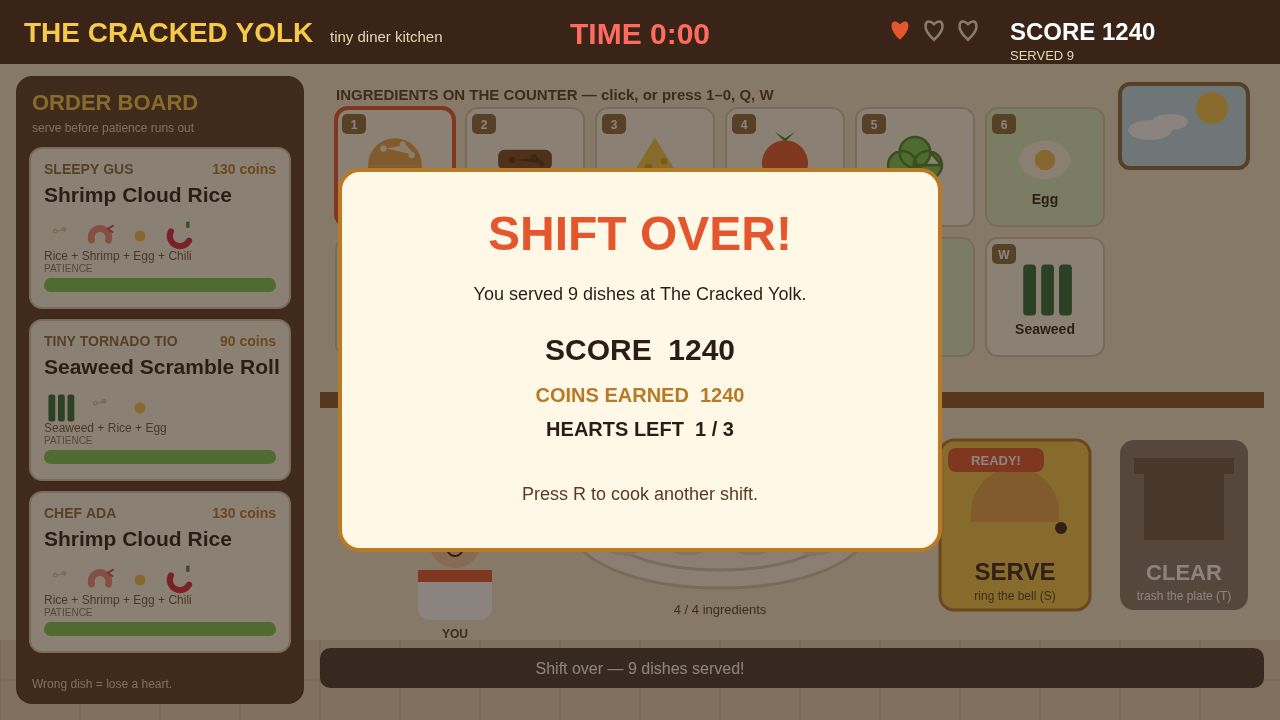 THE CRACKED YOLK
tiny diner kitchen
TIME 0:00
SCORE 1240
SERVED 9
ORDER BOARD
serve before patience runs out
SLEEPY GUS
130 coins
Shrimp Cloud Rice
Rice + Shrimp + Egg + Chili
PATIENCE
TINY TORNADO TIO
90 coins
Seaweed Scramble Roll
Seaweed + Rice + Egg
PATIENCE
CHEF ADA
130 coins
Shrimp Cloud Rice
Rice + Shrimp + Egg + Chili
PATIENCE
Wrong dish = lose a heart.
INGREDIENTS ON THE COUNTER — click, or press 1–0, Q, W
1
2
3
4
5
6
Egg
W
Seaweed
SHIFT OVER!
You served 9 dishes at The Cracked Yolk.
SCORE 1240
COINS EARNED 1240
HEARTS LEFT 1 / 3
Press R to cook another shift.
YOU
4 / 4 ingredients
READY!
SERVE
ring the bell (S)
CLEAR
trash the plate (T)
Shift over — 9 dishes served!